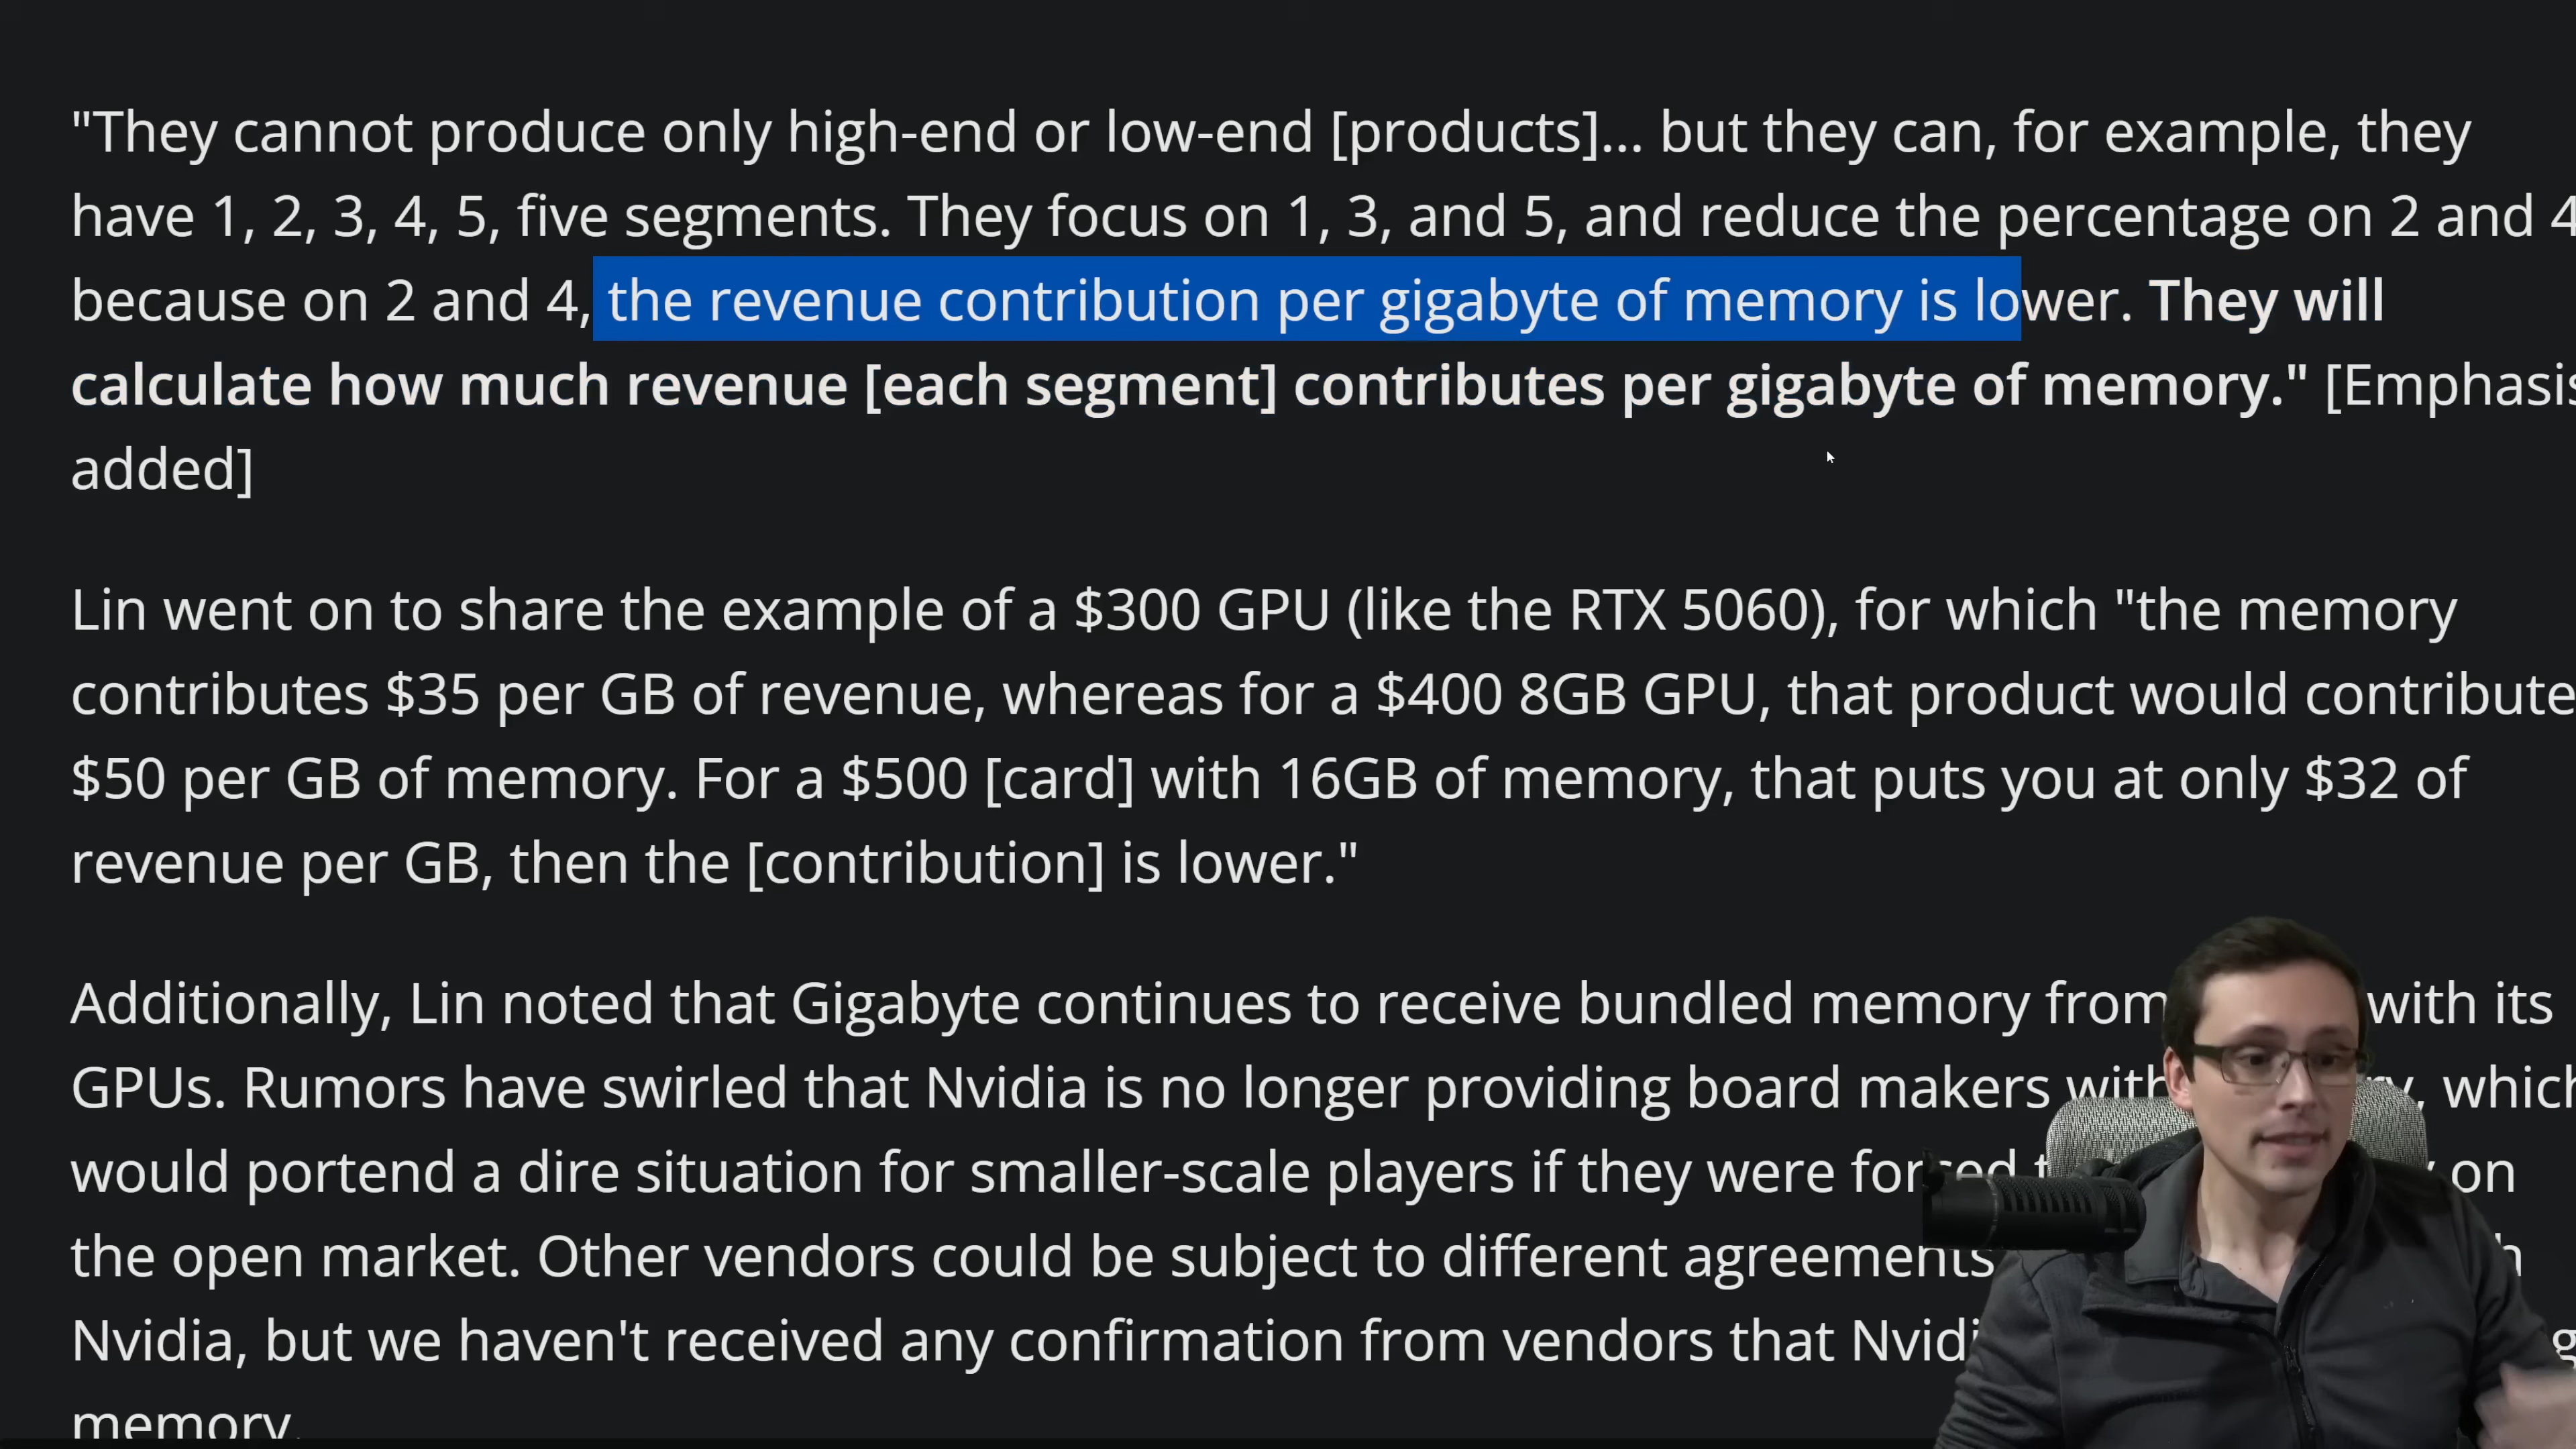 "They cannot produce only high-end or low-end [products]... but they can, for example, they
have 1, 2, 3, 4, 5, five segments. They focus on 1, 3, and 5, and reduce the percentage on 2 and 4
because on 2 and 4, the revenue contribution per gigabyte of memory is lower. They will
calculate how much revenue [each segment] contributes per gigabyte of memory." [Emphasis
added]
Lin went on to share the example of a $300 GPU (like the RTX 5060), for which "the memory
contributes $35 per GB of revenue, whereas for a $400 8GB GPU, that product would contribute
$50 per GB of memory. For a $500 [card] with 16GB of memory, that puts you at only $32 of
revenue per GB, then the [contribution] is lower."
Additionally, Lin noted that Gigabyte continues to receive bundled memory from with its
GPUs. Rumors have swirled that Nvidia is no longer providing board makers with which
would portend a dire situation for smaller-scale players if they were forced on
the open market. Other vendors could be subject to different agreements
Nvidia, but we haven't received any confirmation from vendors that
memory.